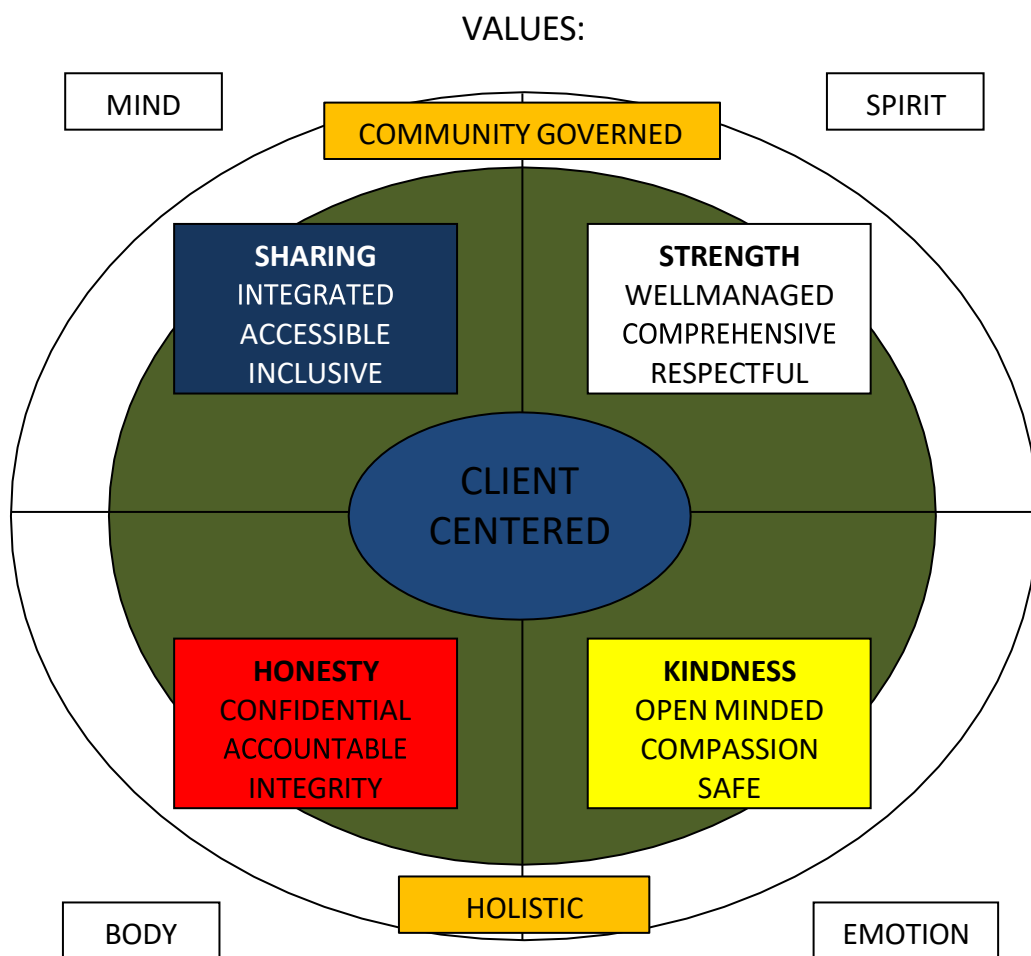 VALUES:
MIND
SPIRIT
COMMUNITY GOVERNED
SHARING
INTEGRATED
ACCESSIBLE
INCLUSIVE
STRENGTH
WELLMANAGED
COMPREHENSIVE
RESPECTFUL
CLIENT
CENTERED
HONESTY
CONFIDENTIAL
ACCOUNTABLE
INTEGRITY
KINDNESS
OPEN MINDED
COMPASSION
SAFE
HOLISTIC
BODY
EMOTION